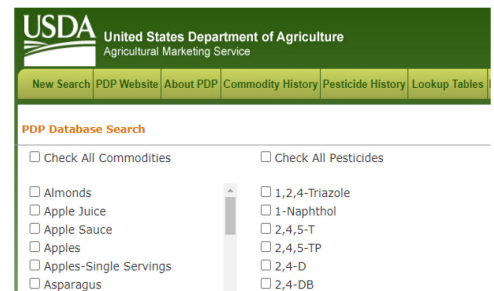 USDA United States Department of Agriculture
Agricultural Marketing Service
New Search PDP Website About PDP Commodity History Pesticide History Lookup Tables
PDP Database Search
Check All Commodities
Almonds
Apple Juice
Apple Sauce
Apples
Apples-Single Servings
Asparagus
Check All Pesticides
1,2,4-Triazole
1-Naphthol
2,4,5-T
2,4,5-TP
2,4-D
2,4-DB